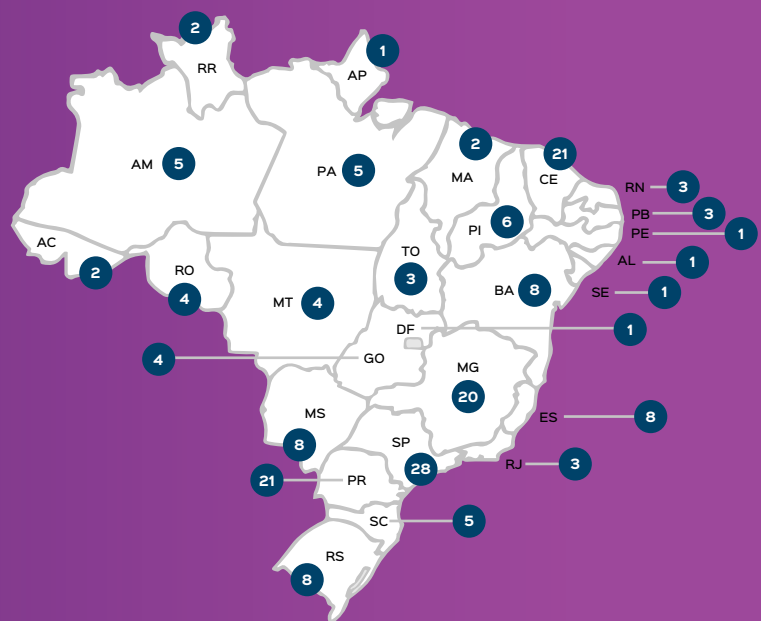 2
RR
1
AP
2
21
AM 5
PA 5
MA
CE
RN 3
PB 3
PE 1
PI 6
AC
TO
AL 1
2
RO
3
BA 8
SE 1
4
MT 4
DF 1
4 GO
MG
20
MS
ES 8
8
SP
28
RJ 3
21 PR
SC 5
RS
8